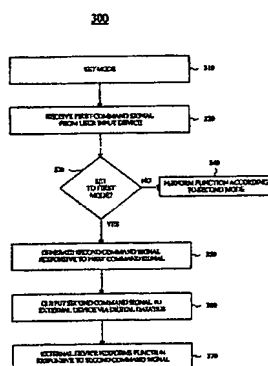 300
SET MODE
310
RECEIVE FIRST COMMAND SIGNAL
FROM USER INPUT DEVICE
320
330
SET
TO FIRST
MODE?
NO
340
PERFORM FUNCTION ACCORDING
TO SECOND MODE
YES
GENERATE SECOND COMMAND SIGNAL
RESPONSIVE TO FIRST COMMAND SIGNAL
350
OUTPUT SECOND COMMAND SIGNAL TO
EXTERNAL DEVICE VIA DIGITAL DATA BUS
360
EXTERNAL DEVICE PERFORMS FUNCTION
RESPONSIVE TO SECOND COMMAND SIGNAL
370